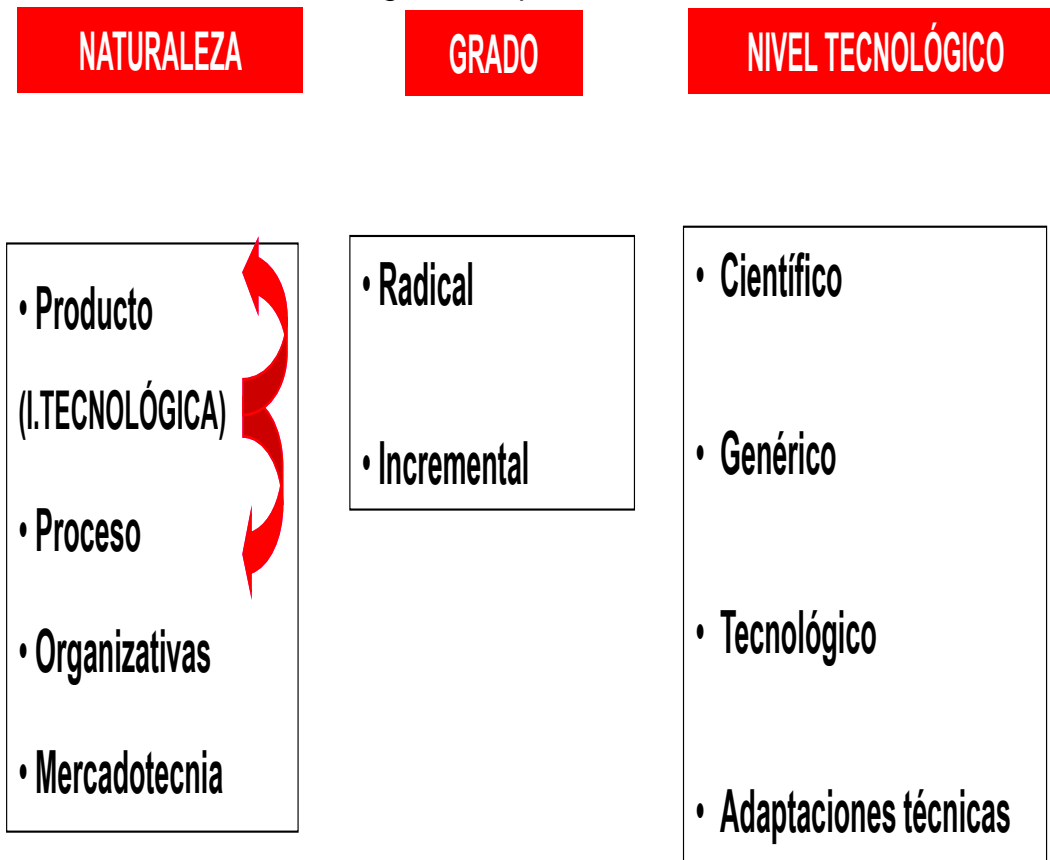 NATURALEZA
GRADO
NIVEL TECNOLÓGICO
• Producto
(I.TECNOLÓGICA)
• Proceso
• Organizativas
• Mercadotecnia
• Radical
• Incremental
• Científico
• Genérico
• Tecnológico
• Adaptaciones técnicas